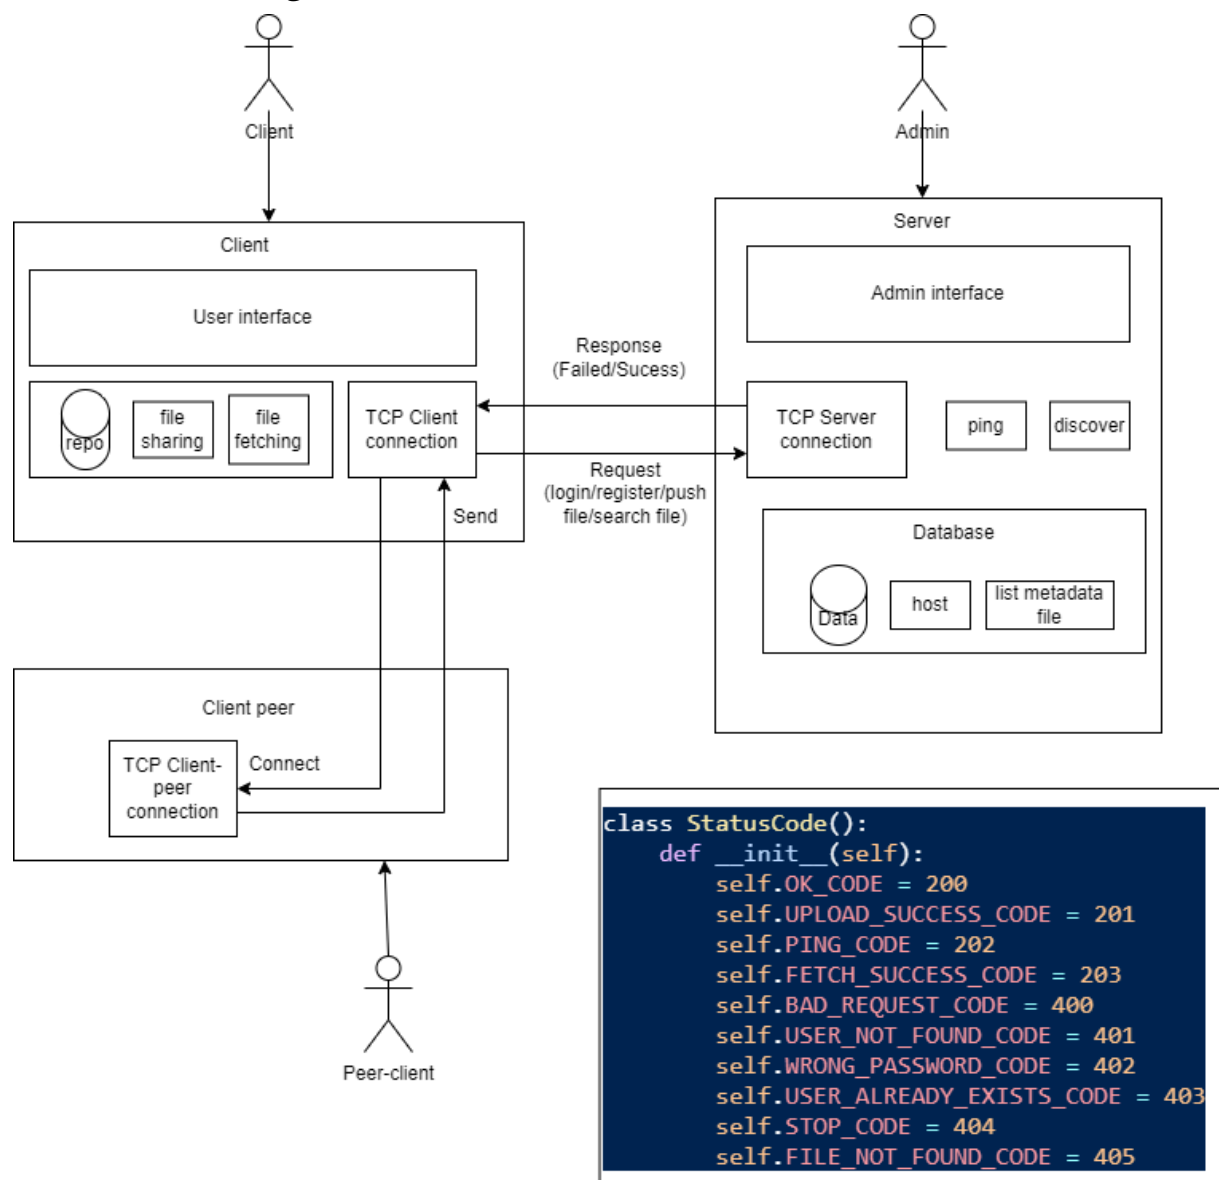 Client
Admin
Client
User interface
repo
file
sharing
file
fetching
TCP Client
connection
Response
(Failed/Sucess)
Request
(login/register/push
file/search file)
Send
Server
Admin interface
TCP Server
connection
ping
discover
Database
Data
host
list metadata
file
Client peer
TCP Client-
peer
connection
Connect
Peer-client
class StatusCode():
    def __init__(self):
        self.OK_CODE = 200
        self.UPLOAD_SUCCESS_CODE = 201
        self.PING_CODE = 202
        self.FETCH_SUCCESS_CODE = 203
        self.BAD_REQUEST_CODE = 400
        self.USER_NOT_FOUND_CODE = 401
        self.WRONG_PASSWORD_CODE = 402
        self.USER_ALREADY_EXISTS_CODE = 403
        self.STOP_CODE = 404
        self.FILE_NOT_FOUND_CODE = 405